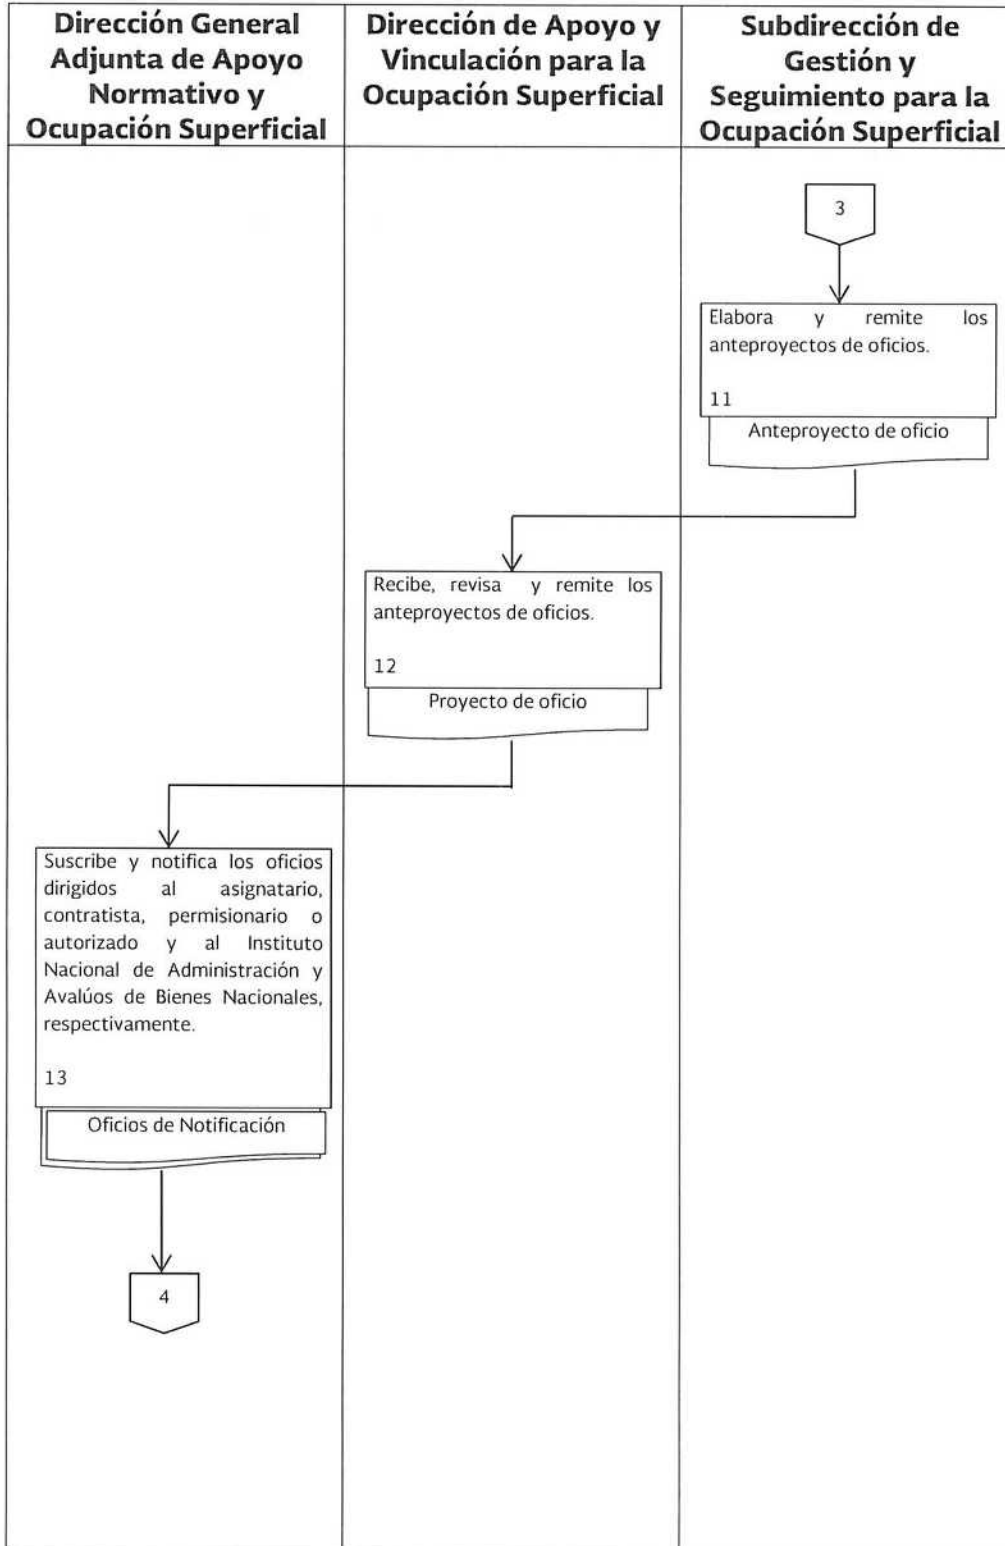 Dirección General
Adjunta de Apoyo
Normativo y
Ocupación Superficial
Dirección de Apoyo y
Vinculación para la
Ocupación Superficial
Subdirección de
Gestión y
Seguimiento para la
Ocupación Superficial
3
Elabora y remite los
anteproyectos de oficios.
11
Anteproyecto de oficio
Recibe, revisa y remite los
anteproyectos de oficios.
12
Proyecto de oficio
Suscribe y notifica los oficios
dirigidos al asignatario,
contratista, permisionario o
autorizado y al Instituto
Nacional de Administración y
Avalúos de Bienes Nacionales,
respectivamente.
13
Oficios de Notificación
4